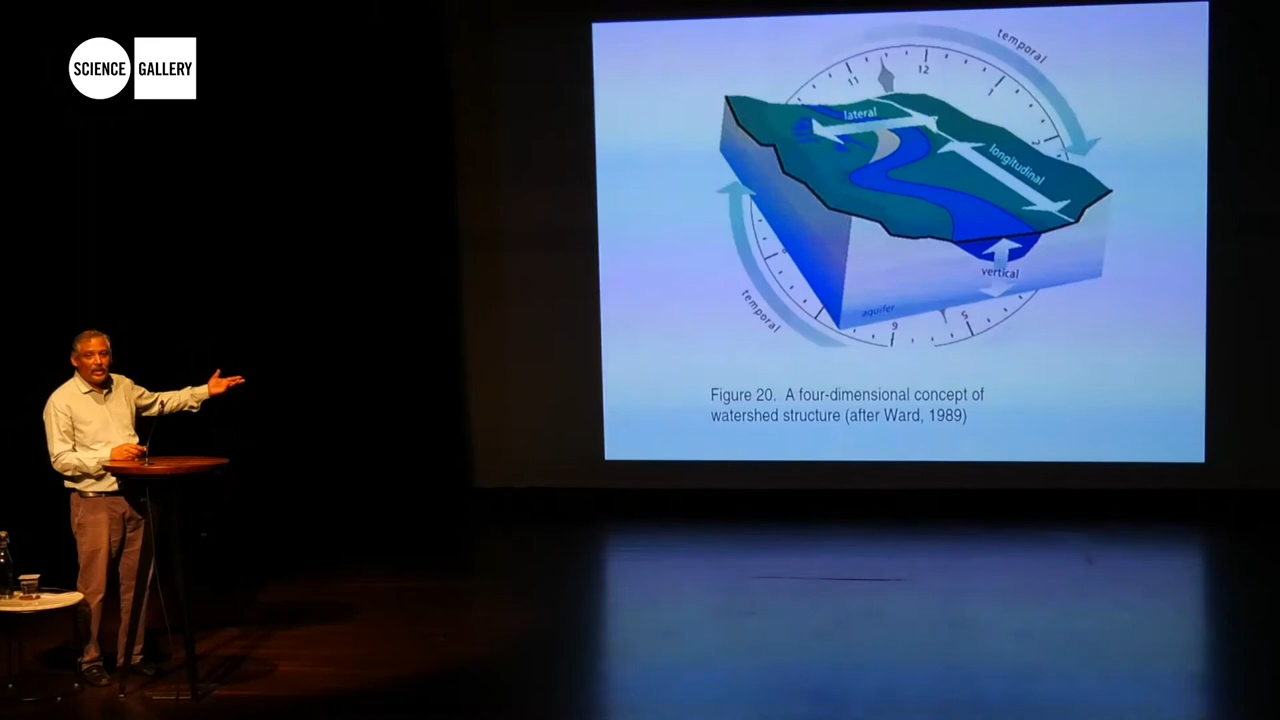 SCIENCE GALLERY
temporal
11
12
1
2
lateral
longitudinal
vertical
aquifer
temporal
6
5
Figure 20. A four-dimensional concept of
watershed structure (after Ward, 1989)